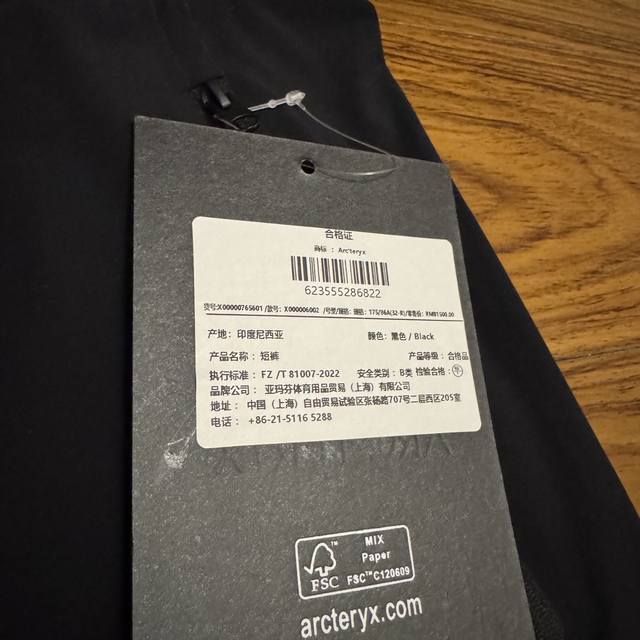 合格证
商标 ： Arc'teryx
623555286822
货号:X00000765601 /款号: X000006002 /号型/规格: 175/86A(32-R)/零售价: RMB1500.00
产地: 印度尼西亚 颜色: 黑色 / Black
产品名称: 短裤 产品等级: 合格品
执行标准: FZ /T 81007-2022 安全类别: B类 检验合格:
品牌公司: 亚玛芬体育用品贸易（上海）有限公司
地址: 中国（上海）自由贸易试验区张杨路707号二层西区205室
电话: +86-21-5116 5288
FSC
MIX
Paper
FSC™C120609
arcteryx.com